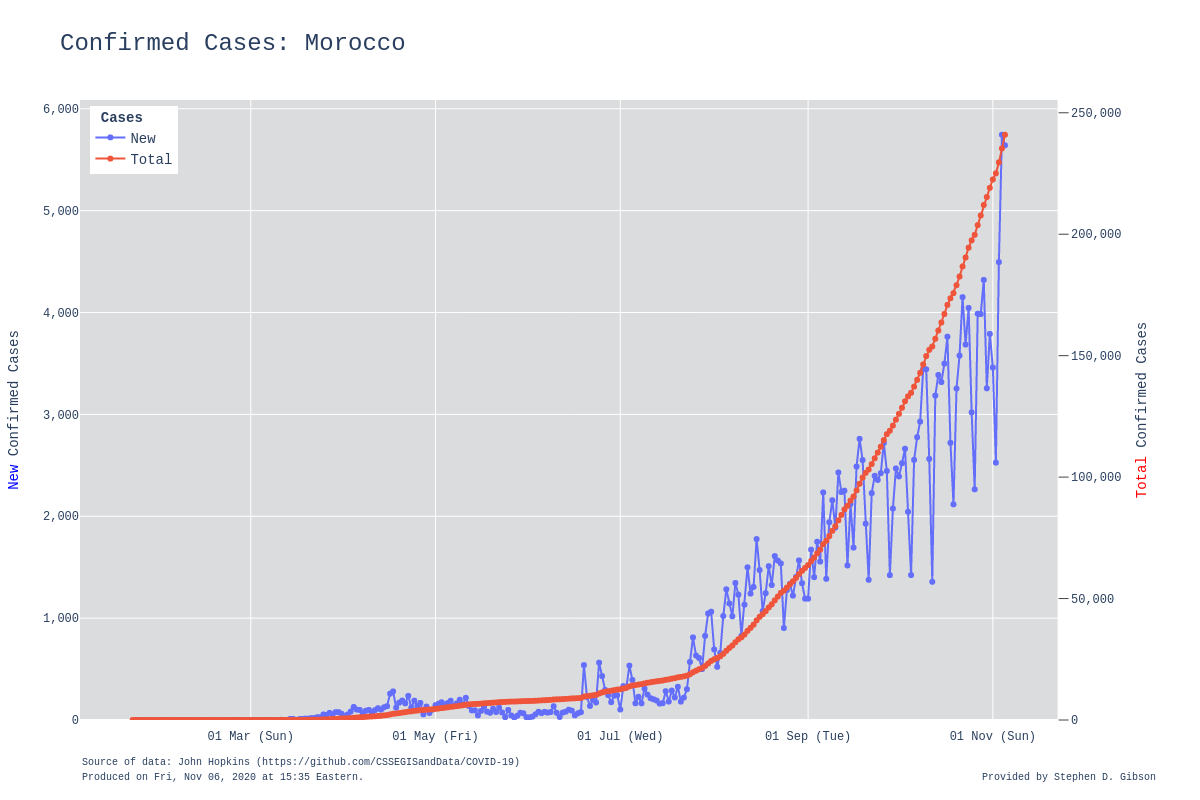 Confirmed Cases: Morocco
Cases
New
Total
6,000
5,000
4,000
3,000
2,000
1,000
0
250,000
200,000
150,000
100,000
50,000
0
New Confirmed Cases
Total Confirmed Cases
01 Mar (Sun)
01 May (Fri)
01 Jul (Wed)
01 Sep (Tue)
01 Nov (Sun)
Source of data: John Hopkins (https://github.com/CSSEGISandData/COVID-19)
Produced on Fri, Nov 06, 2020 at 15:35 Eastern.
Provided by Stephen D. Gibson